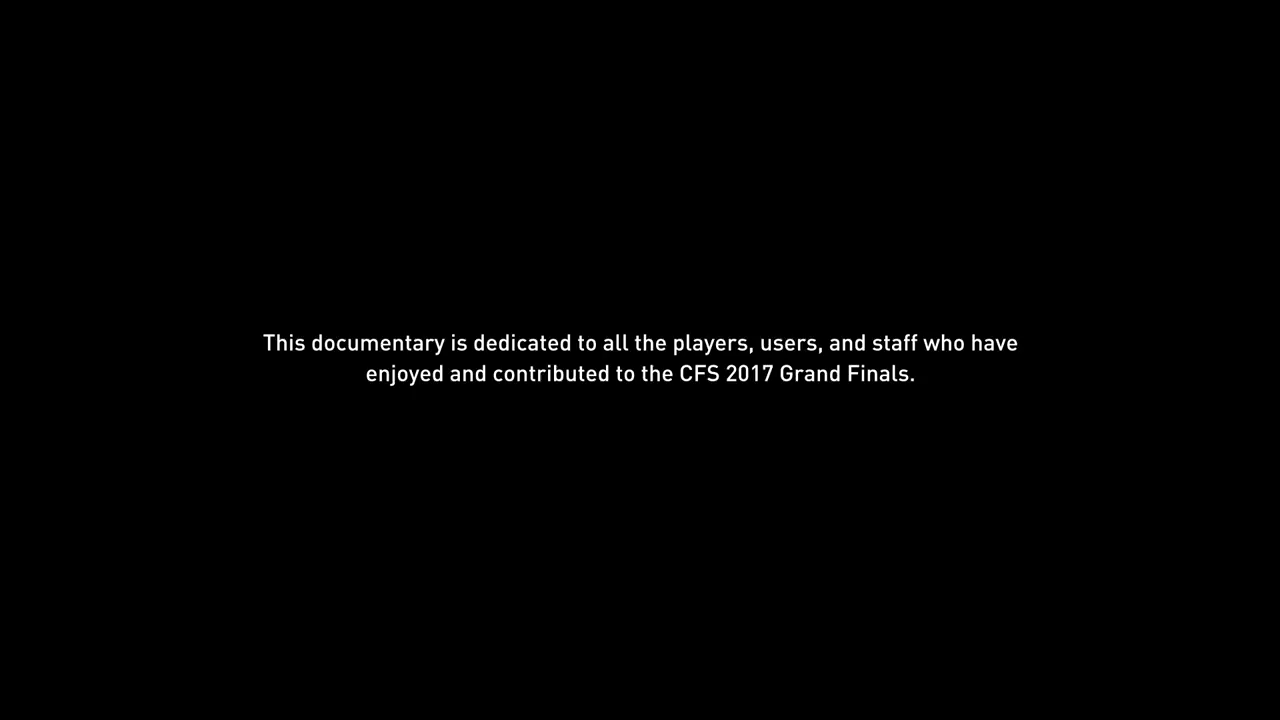 This documentary is dedicated to all the players, users, and staff who have
enjoyed and contributed to the CFS 2017 Grand Finals.